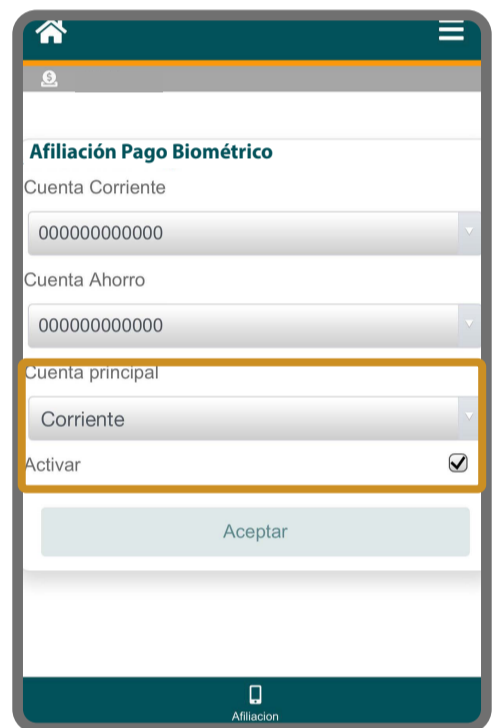 Afiliación Pago Biométrico
Cuenta Corriente
000000000000
Cuenta Ahorro
000000000000
Cuenta principal
Corriente
Activar
Aceptar
Afiliacion